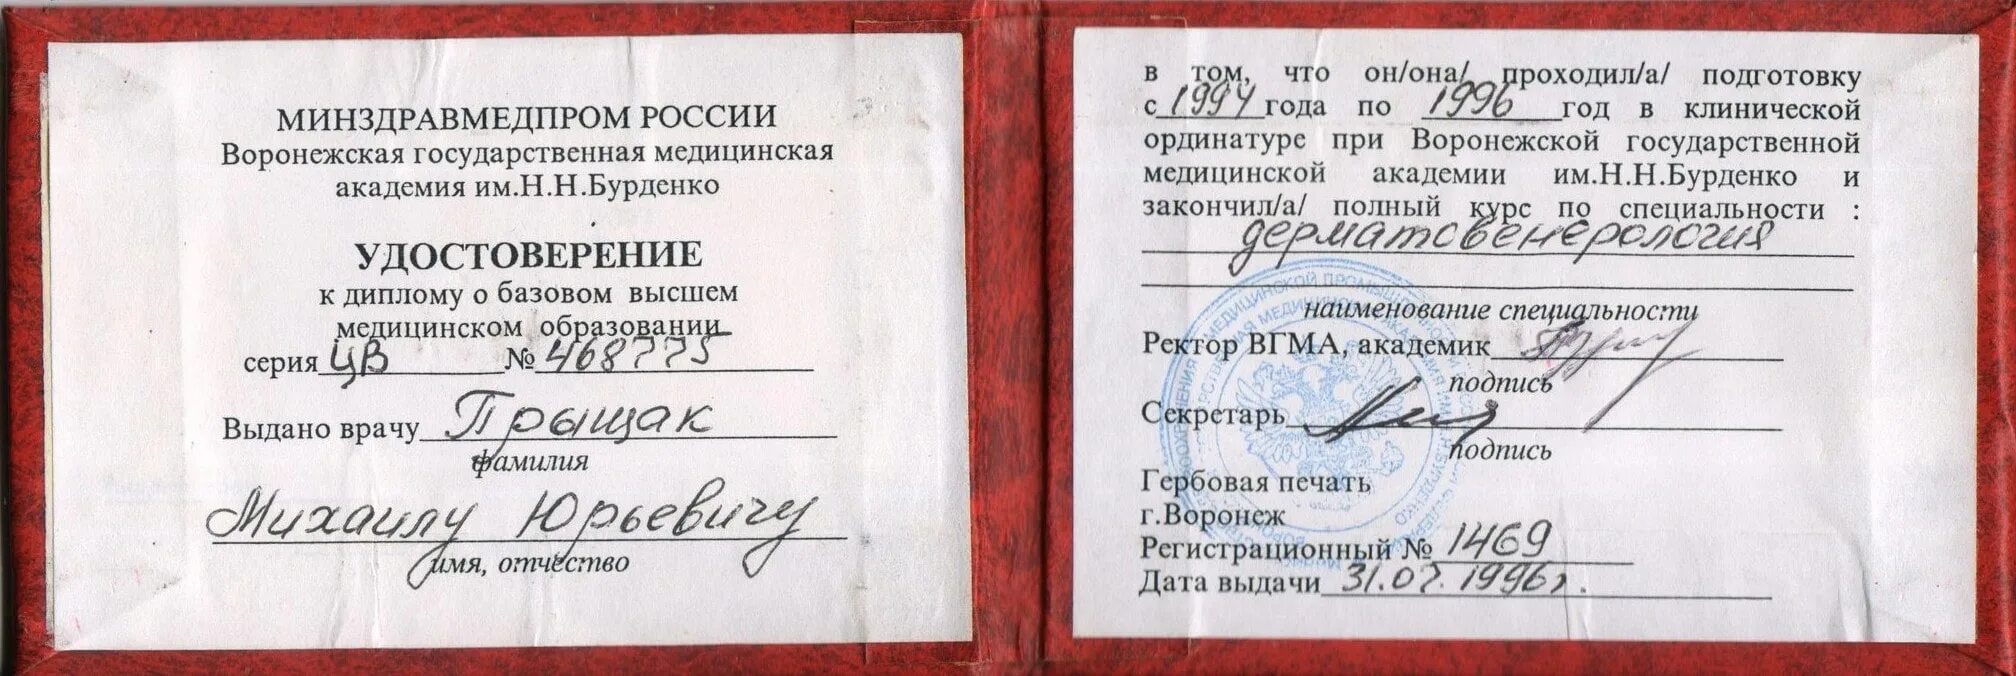 МИНЗДРАВМЕДПРОМ РОССИИ
Воронежская государственная медицинская
академия им.Н.Н.Бурденко
УДОСТОВЕРЕНИЕ
к диплому о базовом высшем
медицинском образовании
серия ЦВ № 468775
Выдано врачу Прыщак
фамилия
Михаилу Юрьевичу
имя, отчество
в том, что он/она/ проходил/а/ подготовку
с 1994 года по 1996 год в клинической
ординатуре при Воронежской государственной
медицинской академии им.Н.Н.Бурденко и
закончил/а/ полный курс по специальности :
дерматовенерология
наименование специальности
Ректор ВГМА, академик
подпись
Секретарь
подпись
Гербовая печать
г.Воронеж
Регистрационный № 1469
Дата выдачи 31.07.1996г.